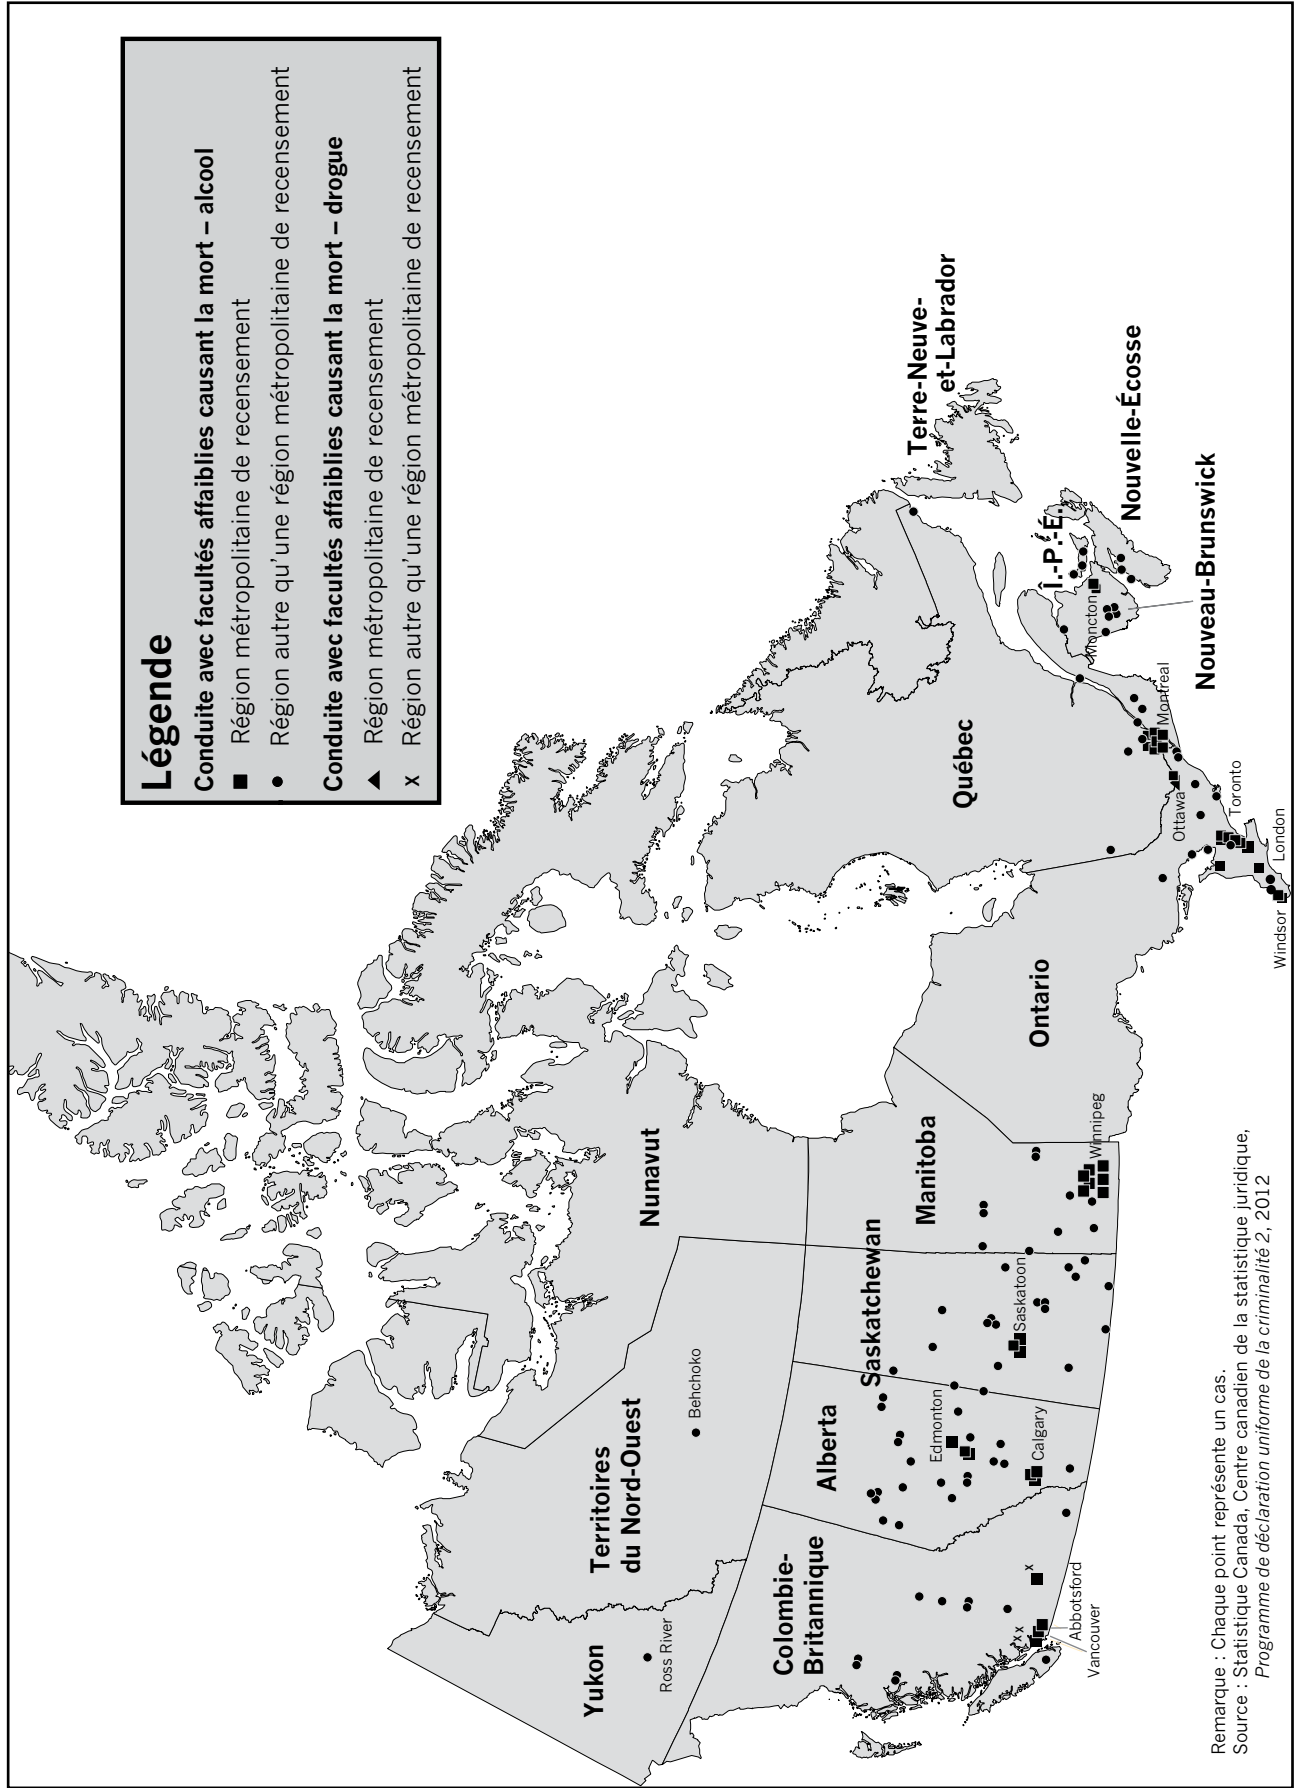 Légende
Conduite avec facultés affaiblies causant la mort – alcool
Région métropolitaine de recensement
Région autre qu'une région métropolitaine de recensement
Conduite avec facultés affaiblies causant la mort – drogue
Région métropolitaine de recensement
x Région autre qu'une région métropolitaine de recensement
Yukon
Ross River
Territoires
du Nord-Ouest
Behchoko
Nunavut
Colombie-
Britannique
x
x x
Vancouver
Abbotsford
Alberta
Edmonton
Calgary
Saskatchewan
Saskatoon
Manitoba
Winnipeg
Ontario
Windsor
London
Toronto
Ottawa
Québec
Montreal
Terre-Neuve-
et-Labrador
Î.-P.-É.
Moncton
Nouvelle-Écosse
Nouveau-Brunswick
Remarque : Chaque point représente un cas.
Source : Statistique Canada, Centre canadien de la statistique juridique,
Programme de déclaration uniforme de la criminalité 2, 2012